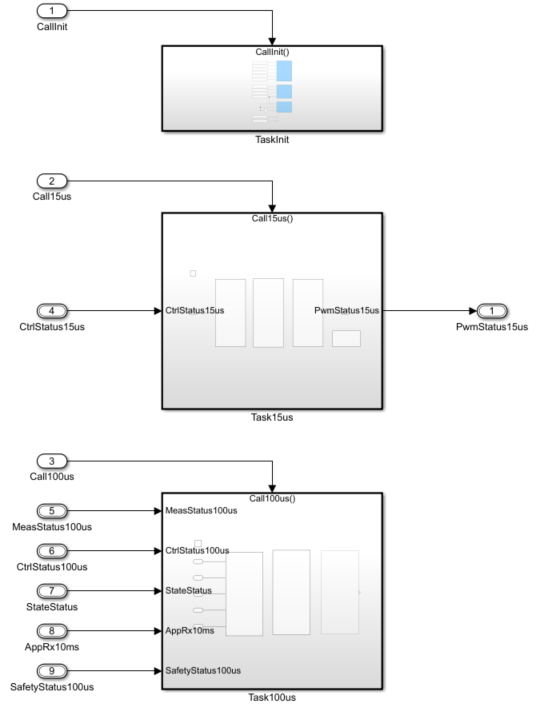 1
CallInit
CallInit()
TaskInit
2
Call15us
Call15us()
4
CtrlStatus15us
CtrlStatus15us
PwmStatus15us
1
PwmStatus15us
Task15us
3
Call100us
Call100us()
5
MeasStatus100us
MeasStatus100us
6
CtrlStatus100us
CtrlStatus100us
7
StateStatus
StateStatus
8
AppRx10ms
AppRx10ms
9
SafetyStatus100us
SafetyStatus100us
Task100us